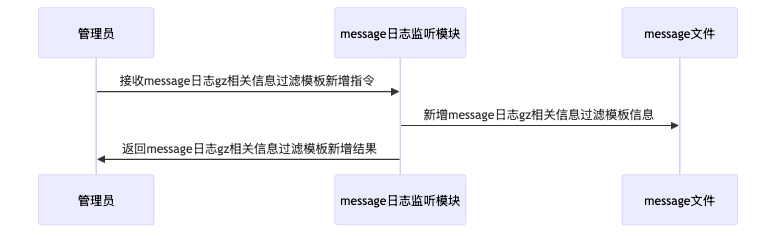 管理员
message日志监听模块
message文件
接收message日志gz相关信息过滤模板新增指令
新增message日志gz相关信息过滤模板信息
返回message日志gz相关信息过滤模板新增结果
管理员
message日志监听模块
message文件